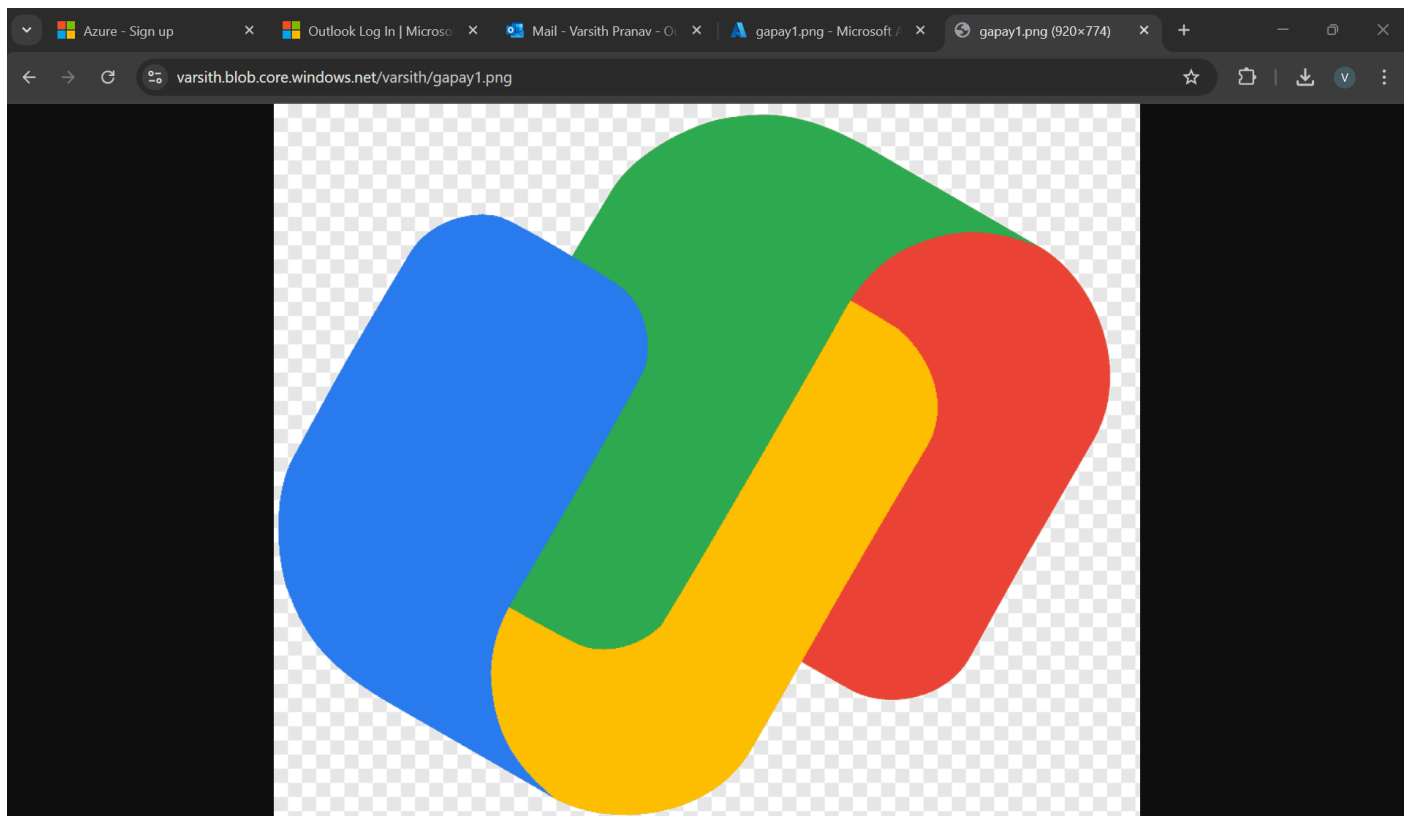 Azure - Sign up
Outlook Log In | Microso
Mail - Varsith Pranav - Ou
gapay1.png - Microsoft A
gapay1.png (920×774)
varsith.blob.core.windows.net/varsith/gapay1.png
V